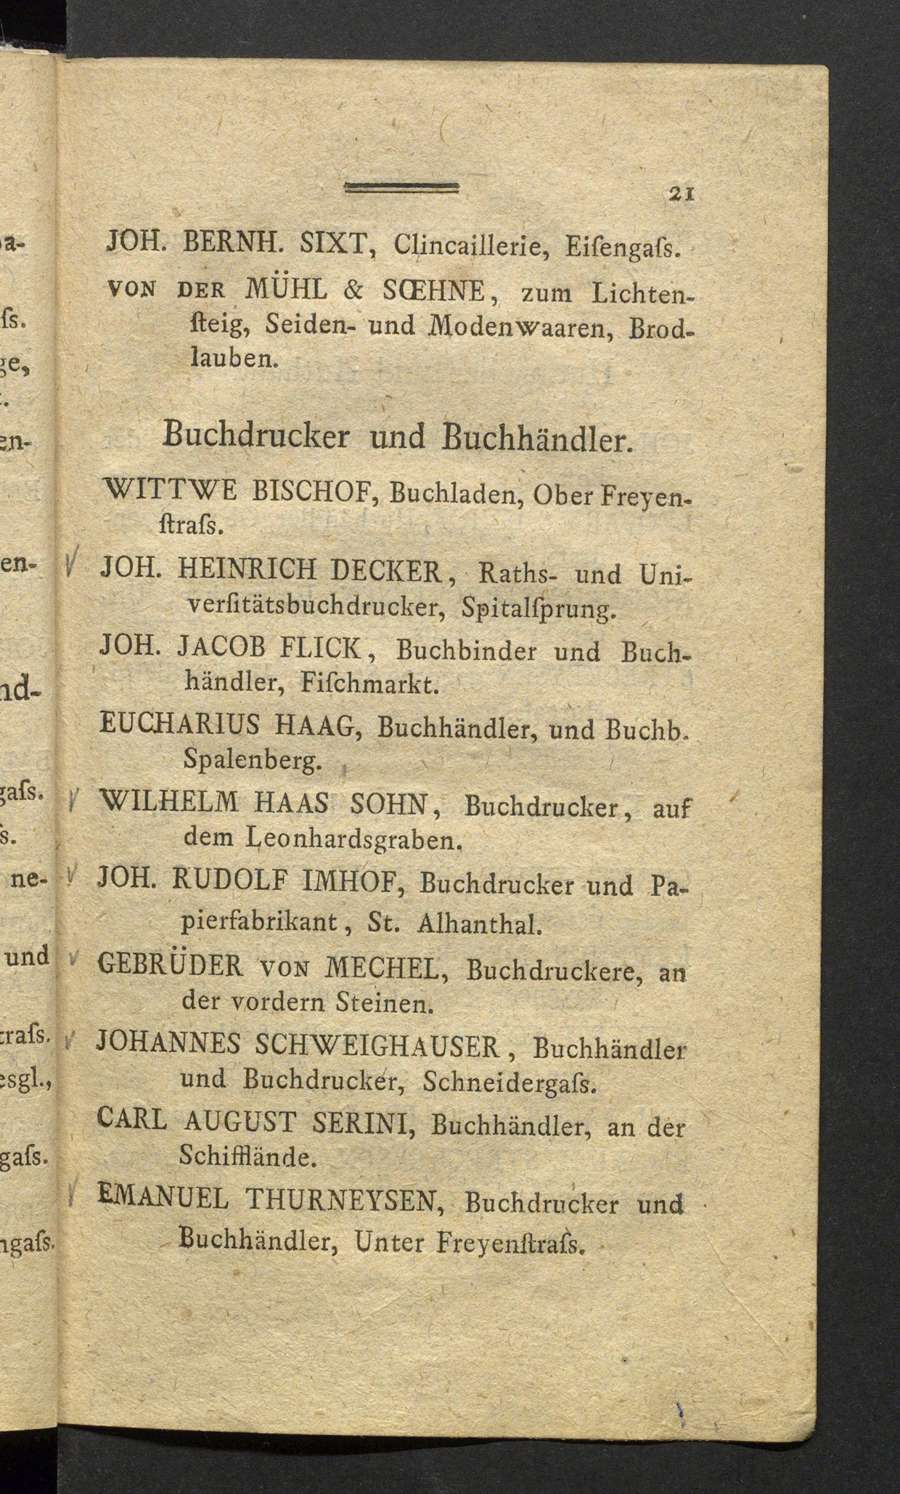 21
JOH. BERNH. SIXT, Clincaillerie, Eiſengaſs.
VON DER MÜHL & SŒHNE, zum Lichten-
ſteig, Seiden- und Modenwaaren, Brod-
lauben.
Buchdrucker und Buchhändler.
WITTWE BISCHOF, Buchladen, Ober Freyen-
ſtraſs.
JOH. HEINRICH DECKER, Raths- und Uni-
verſitätsbuchdrucker, Spitalſprung.
JOH. JACOB FLICK, Buchbinder und Buch-
händler, Fiſchmarkt.
EUCHARIUS HAAG, Buchhändler, und Buchb.
Spalenberg.
WILHELM HAAS SOHN, Buchdrucker, auf
dem Leonhardsgraben.
JOH. RUDOLF IMHOF, Buchdrucker und Pa-
pierfabrikant, St. Alhanthal.
GEBRÜDER VON MECHEL, Buchdruckere, an
der vordern Steinen.
JOHANNES SCHWEIGHAUSER, Buchhändler
und Buchdrucker, Schneidergaſs.
CARL AUGUST SERINI, Buchhändler, an der
Schifflände.
EMANUEL THURNEYSEN, Buchdrucker und
Buchhändler, Unter Freyenſtraſs.